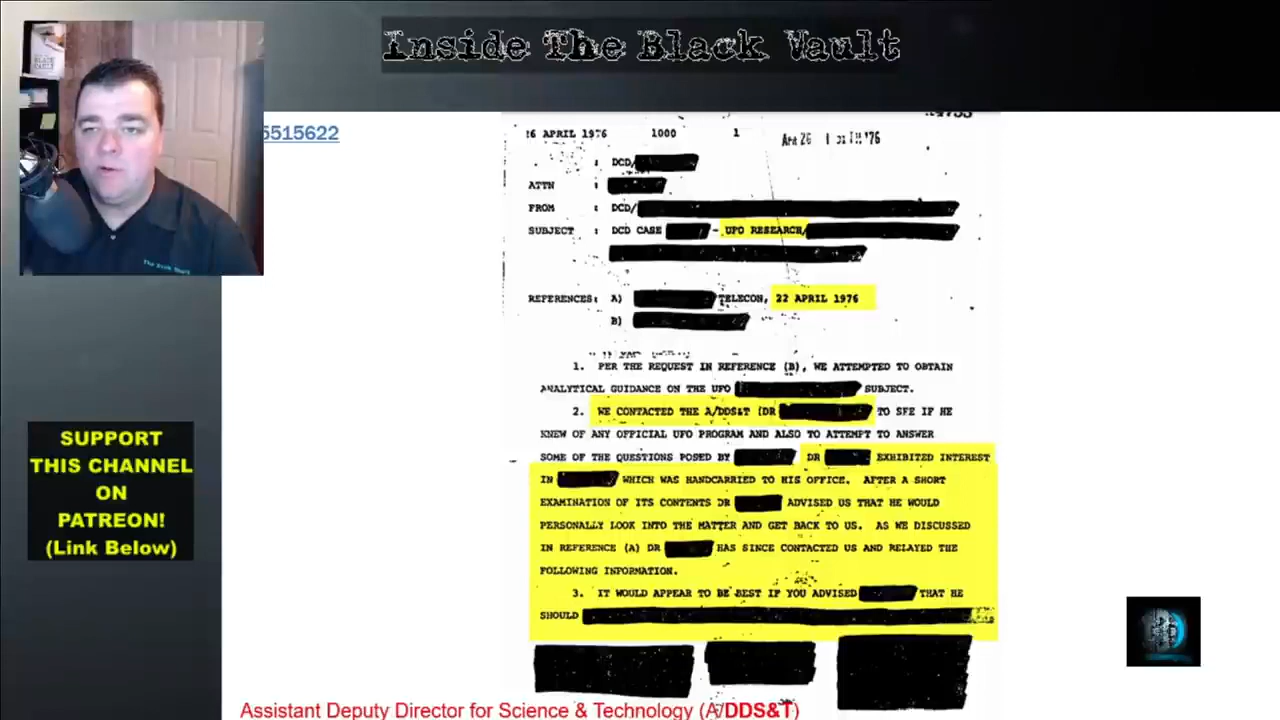 Inside The Black Vault
5515622
26 APRIL 1976 1000 1 APR 26 '76
: DCD/
ATTN :
FROM : DCD/
SUBJECT : DCD CASE - UFO RESEARCH/
REFERENCES: A) TELECON, 22 APRIL 1976
B)
1. PER THE REQUEST IN REFERENCE (B), WE ATTEMPTED TO OBTAIN
ANALYTICAL GUIDANCE ON THE UFO SUBJECT.
2. WE CONTACTED THE A/DDS&T (DR TO SEE IF HE
KNEW OF ANY OFFICIAL UFO PROGRAM AND ALSO TO ATTEMPT TO ANSWER
SOME OF THE QUESTIONS POSED BY DR EXHIBITED INTEREST
IN WHICH WAS HANDCARRIED TO HIS OFFICE. AFTER A SHORT
EXAMINATION OF ITS CONTENTS DR ADVISED US THAT HE WOULD
PERSONALLY LOOK INTO THE MATTER AND GET BACK TO US. AS WE DISCUSSED
IN REFERENCE (A) DR HAS SINCE CONTACTED US AND RELAYED THE
FOLLOWING INFORMATION.
3. IT WOULD APPEAR TO BE BEST IF YOU ADVISED THAT HE
SHOULD
SUPPORT
THIS CHANNEL
ON
PATREON!
(Link Below)
Assistant Deputy Director for Science & Technology (A/DDS&T)